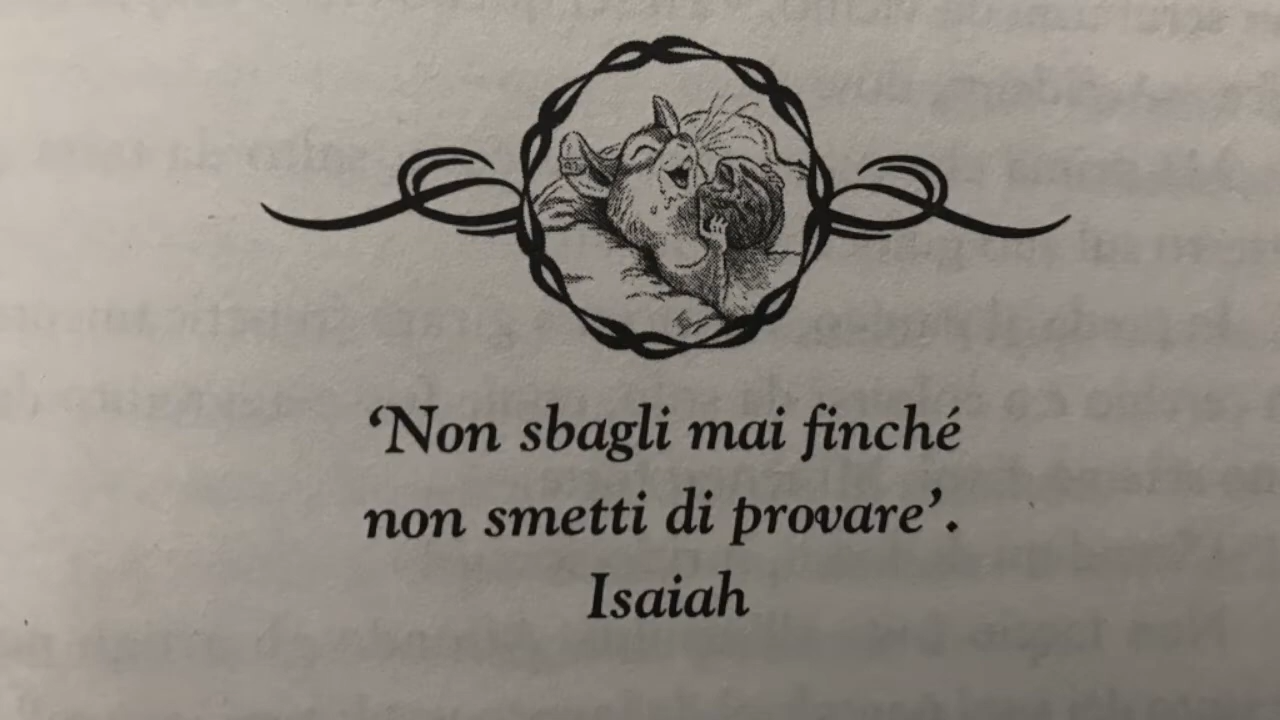 ‘Non sbagli mai finché
non smetti di provare’.
Isaiah